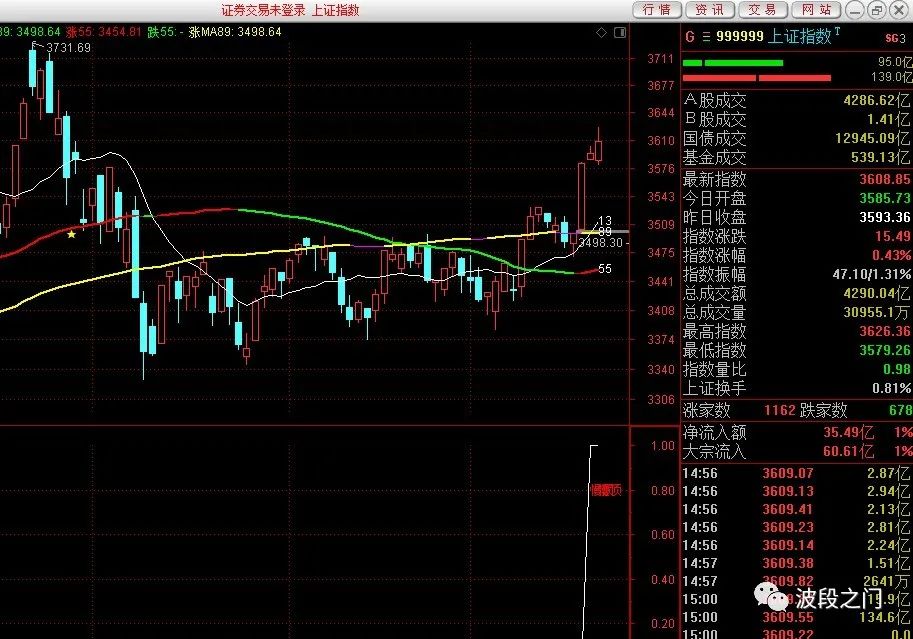 证券交易未登录 上证指数
行情 资讯 交易 网站
89: 3498.64 涨55: 3454.81 跌55: - 涨MA89: 3498.64
G 三 999999 上证指数
3731.69
3711
3677
3644
3610
3576
3543
3509
3475
3441
3408
3374
3340
3306
13
89
3498.30
55
1.00
0.80
0.60
0.40
0.20
95.0亿
139.0亿
A股成交 4286.62亿
B股成交 1.41亿
国债成交 12945.09亿
基金成交 539.13亿
最新指数 3608.85
今日开盘 3585.73
昨日收盘 3593.36
指数涨跌 15.49
指数涨幅 0.43%
指数振幅 47.10/1.31%
总成交额 4290.04亿
总成交量 30955.1万
最高指数 3626.36
最低指数 3579.26
指数量比 0.98
上证换手 0.81%
涨家数 1162 跌家数 678
净流入额 35.49亿 1%
大宗流入 60.61亿 1%
14:56 3609.07 2.87亿
14:56 3609.13 2.94亿
14:56 3609.41 2.13亿
14:56 3609.23 2.81亿
14:56 3609.14 2.24亿
14:57 3609.38 1.51亿
14:57 3609.82 2641万
15:00
15:00 3609.55 134.6亿
15:00 3609.22 0.0
波段之门